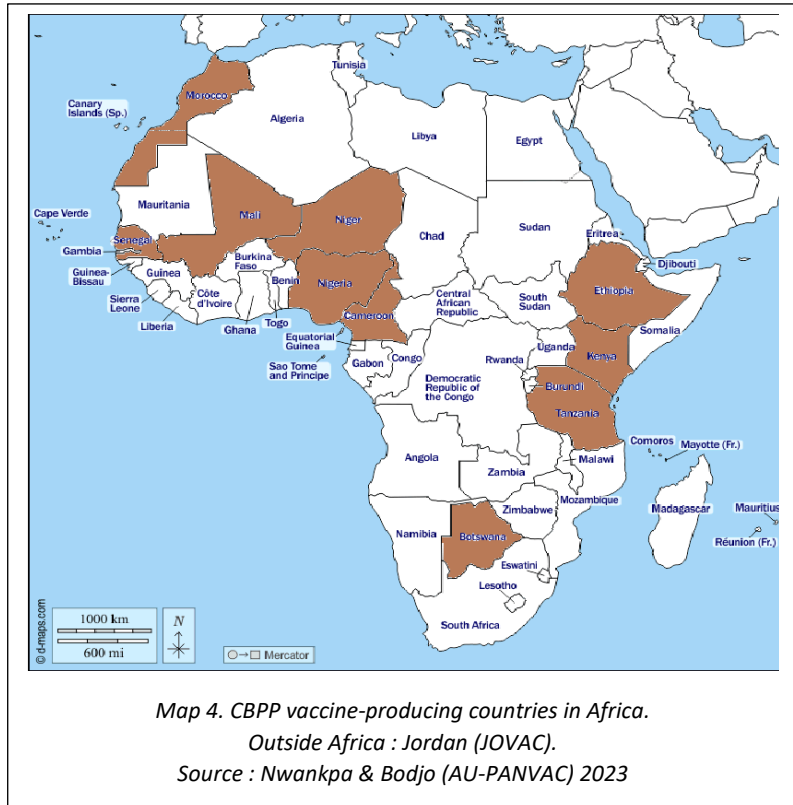 Tunisia
Morocco
Canary
Islands (Sp.)
Algeria
Libya
Egypt
Mauritania
Mali
Niger
Cape Verde
Chad
Sudan
Eritrea
Senegal
Gambia
Burkina
Faso
Djibouti
Guinea-
Bissau
Guinea
Benin
Nigeria
Ethiopia
Sierra
Leone
Côte
d'Ivoire
Central
African
Republic
South
Sudan
Cameroon
Somalia
Liberia
Ghana
Togo
Equatorial
Guinea
Uganda
Kenya
Gabon
Congo
Rwanda
Sao Tome
and Principe
Democratic
Republic of
the Congo
Burundi
Tanzania
Comoros
Mayotte (Fr.)
Angola
Malawi
Zambia
Mozambique
Madagascar
Mauritius
Zimbabwe
Namibia
Botswana
Réunion (Fr.)
Eswatini
Lesotho
South Africa
© d-maps.com
1000 km
600 mi
N
Mercator
Map 4. CBPP vaccine-producing countries in Africa.
Outside Africa : Jordan (JOVAC).
Source : Nwankpa & Bodjo (AU-PANVAC) 2023